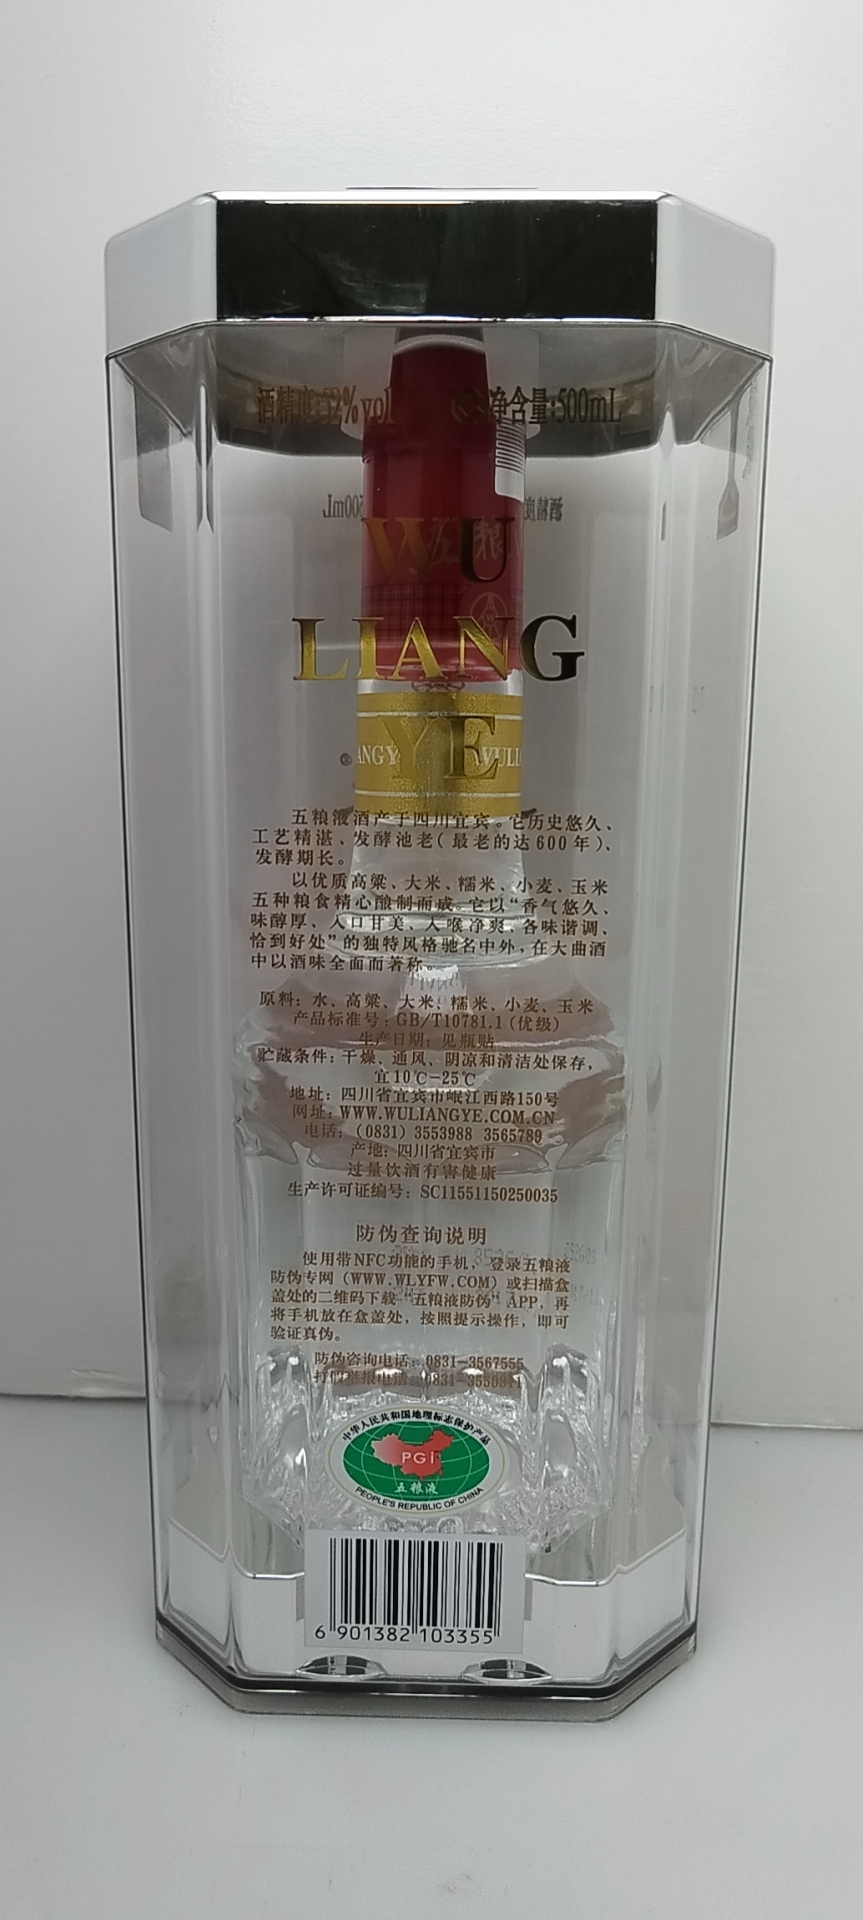 酒精度:52%vol 净含量:500mL
WU
LIANG
YE
五粮液酒产于四川宜宾。它历史悠久、
工艺精湛、发酵池老(最老的达600年)、
发酵期长。
以优质高粱、大米、糯米、小麦、玉米
五种粮食精心酿制而成。它以“香气悠久、
味醇厚、入口甘美、入喉净爽、各味谐调、
恰到好处”的独特风格驰名中外,在大曲酒
中以酒味全面而著称。
原料: 水、高粱、大米、糯米、小麦、玉米
产品标准号: GB/T10781.1(优级)
生产日期: 见瓶贴
贮藏条件: 干燥、通风、阴凉和清洁处保存,
宜10℃-25℃
地址: 四川省宜宾市岷江西路150号
网址: WWW.WULIANGYE.COM.CN
电话: (0831) 3553988 3565789
产地: 四川省宜宾市
过量饮酒有害健康
生产许可证编号: SC11551150250035
防伪查询说明
使用带NFC功能的手机, 登录五粮液
防伪专网 (WWW.WLYFW.COM) 或扫描盒
盖处的二维码下载“五粮液防伪”APP, 再
将手机放在盒盖处, 按照提示操作, 即可
验证真伪。
防伪咨询电话: 0831-3567555
打假举报电话:
中华人民共和国地理标志保护产品
PGI
五粮液
PEOPLE'S REPUBLIC OF CHINA
6 901382 103355